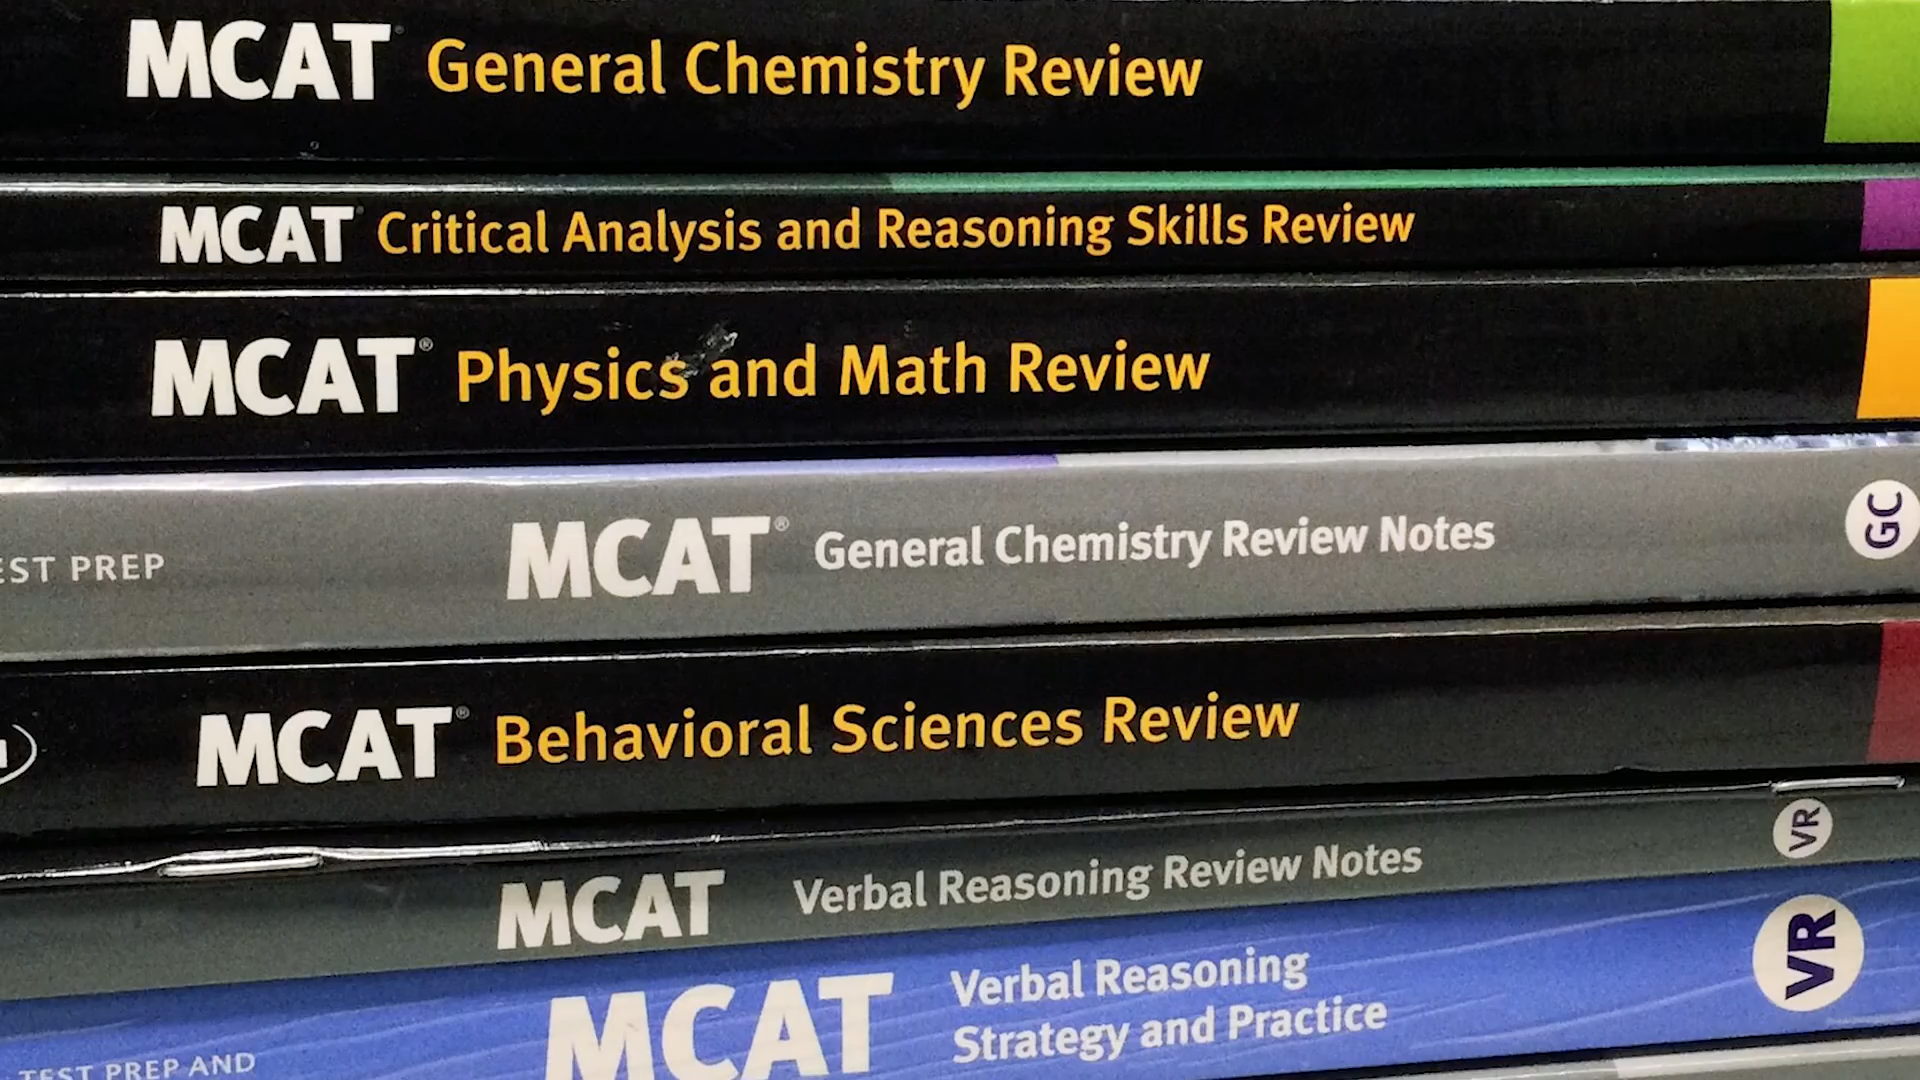 MCAT General Chemistry Review
MCAT Critical Analysis and Reasoning Skills Review
MCAT® Physics and Math Review
EST PREP MCAT® General Chemistry Review Notes GC
MCAT® Behavioral Sciences Review
MCAT Verbal Reasoning Review Notes VR
TEST PREP AND MCAT Verbal Reasoning
Strategy and Practice VR